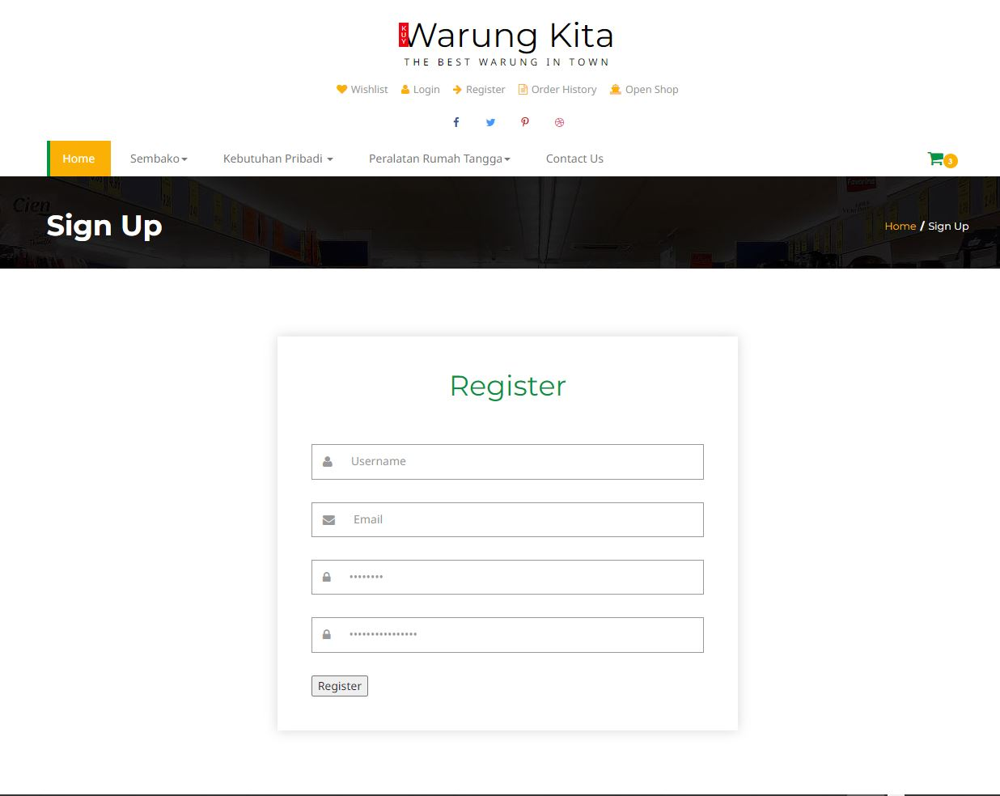 KUY
Warung Kita
THE BEST WARUNG IN TOWN
Wishlist Login Register Order History Open Shop
Home Sembako Kebutuhan Pribadi Peralatan Rumah Tangga Contact Us 3
Cien
Sign Up
Home / Sign Up
Register
Username
Email
••••••••
••••••••••••••••
Register